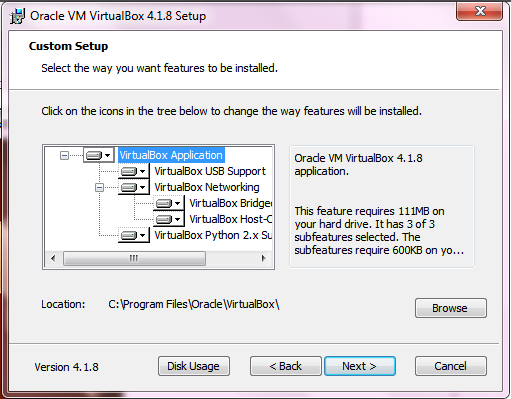 Oracle VM VirtualBox 4.1.8 Setup
Custom Setup
Select the way you want features to be installed.
Click on the icons in the tree below to change the way features will be installed.
VirtualBox Application
VirtualBox USB Support
VirtualBox Networking
VirtualBox Bridge
VirtualBox Host-C
VirtualBox Python 2.x Su
Oracle VM VirtualBox 4.1.8
application.
This feature requires 111MB on
your hard drive. It has 3 of 3
subfeatures selected. The
subfeatures require 600KB on yo...
Location: C:\Program Files\Oracle\VirtualBox\
Browse
Version 4.1.8
Disk Usage
< Back
Next >
Cancel